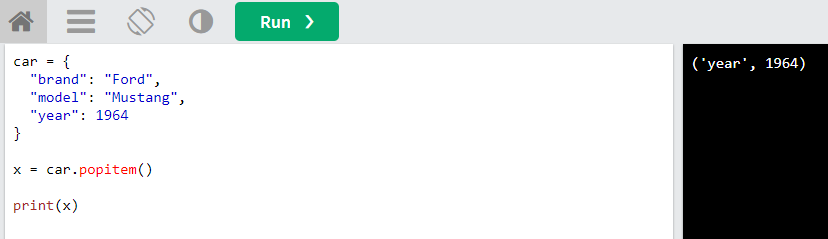 Run ❯
car = {
  "brand": "Ford",
  "model": "Mustang",
  "year": 1964
}
x = car.popitem()
print(x)
('year', 1964)